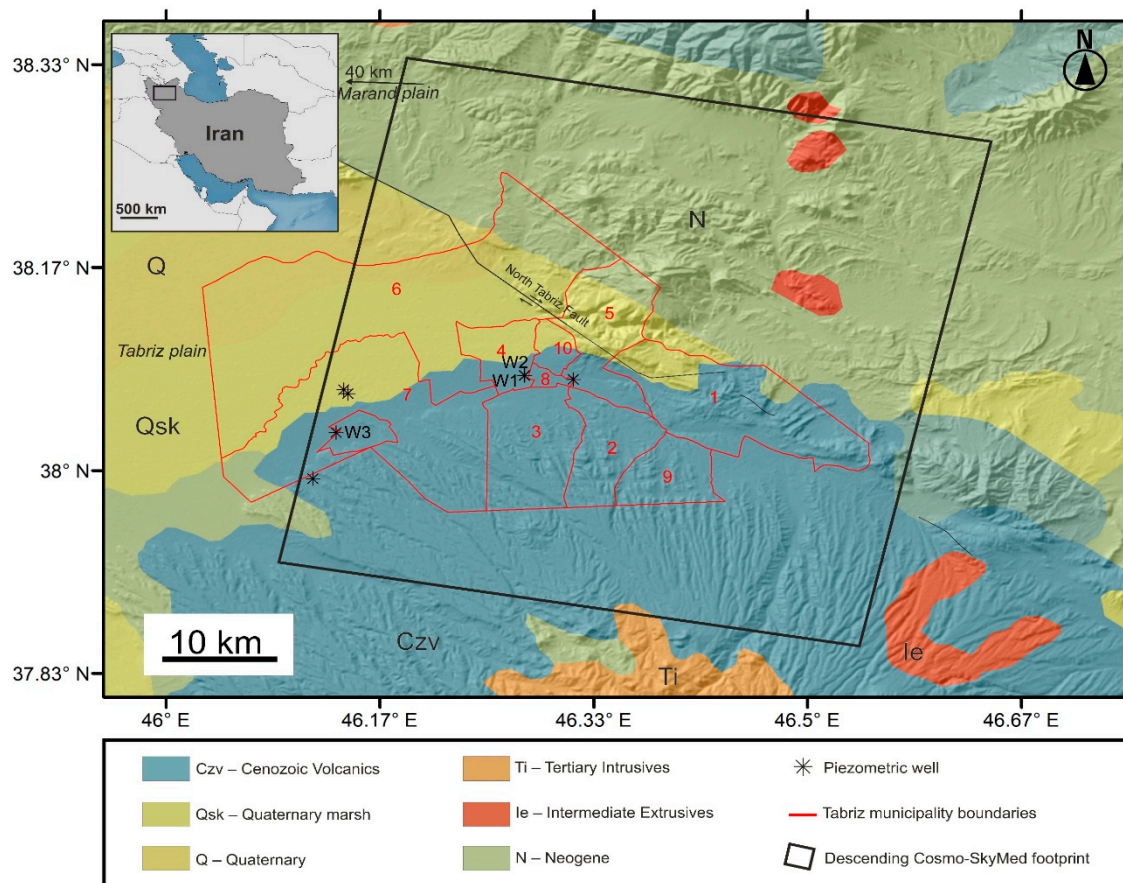 38.33° N
38.17° N
38° N
37.83° N
46° E
46.17° E
46.33° E
46.5° E
46.67° E
Iran
500 km
40 km
Marand plain
N
N
Q
6
North Tabriz Fault
5
Tabriz plain
4
10
W2
W1
8
7
1
Qsk
W3
3
2
9
10 km
Czv
Ti
Ie
Czv – Cenozoic Volcanics
Qsk – Quaternary marsh
Q – Quaternary
Ti – Tertiary Intrusives
Ie – Intermediate Extrusives
N – Neogene
Piezometric well
Tabriz municipality boundaries
Descending Cosmo-SkyMed footprint